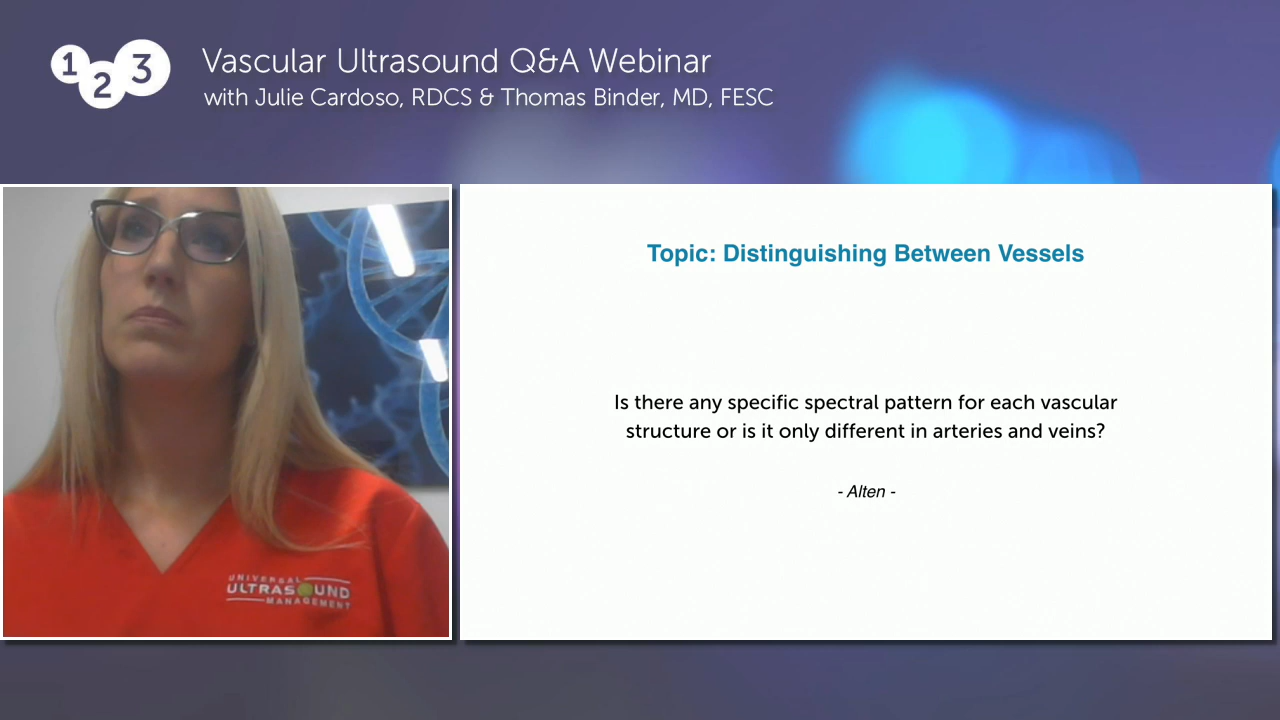 1 2 3
Vascular Ultrasound Q&A Webinar
with Julie Cardoso, RDCS & Thomas Binder, MD, FESC
Topic: Distinguishing Between Vessels
Is there any specific spectral pattern for each vascular
structure or is it only different in arteries and veins?
- Alten -
UNIVERSAL
ULTRASOUND
MANAGEMENT